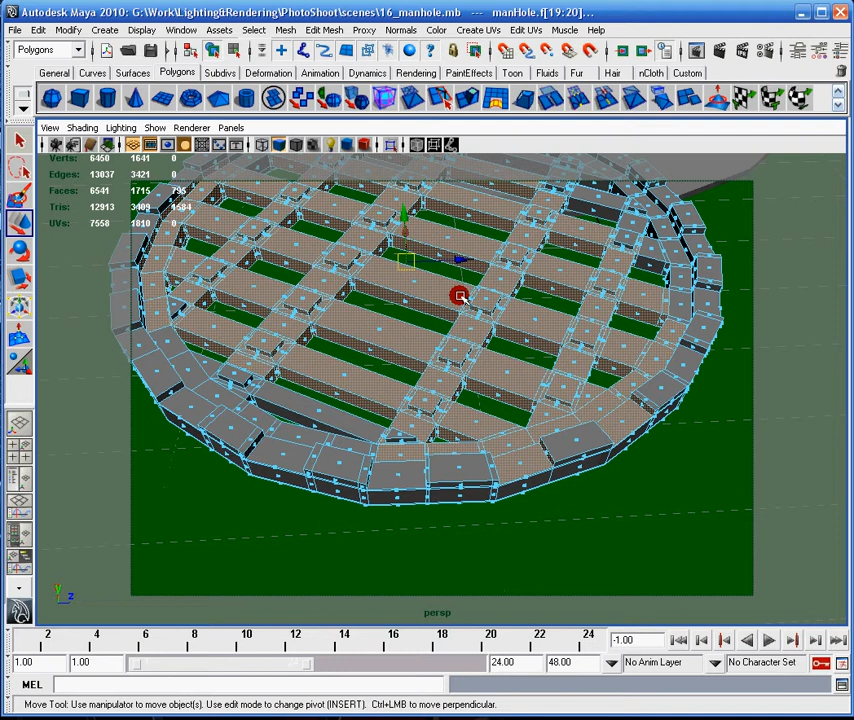 Autodesk Maya 2010: G:\Work\Lighting&Rendering\PhotoShoot\scenes\16_manhole.mb --- manHole.f[19:20]...
File Edit Modify Create Display Window Assets Select Mesh Edit Mesh Proxy Normals Color Create UVs Edit UVs Muscle Help
Polygons
General Curves Surfaces Polygons Subdivs Deformation Animation Dynamics Rendering PaintEffects Toon Fluids Fur Hair nCloth Custom
View Shading Lighting Show Renderer Panels
Verts: 6450 1641 0
Edges: 13037 3421 0
Faces: 6541 1715 795
Tris: 12913 3409 1584
UVs: 7558 1810 0
y
z
persp
2 4 6 8 10 12 14 16 18 20 22 24
-1.00
1.00 1.00 24.00 48.00 No Anim Layer No Character Set
MEL
Move Tool: Use manipulator to move object(s). Use edit mode to change pivot (INSERT). Ctrl+LMB to move perpendicular.